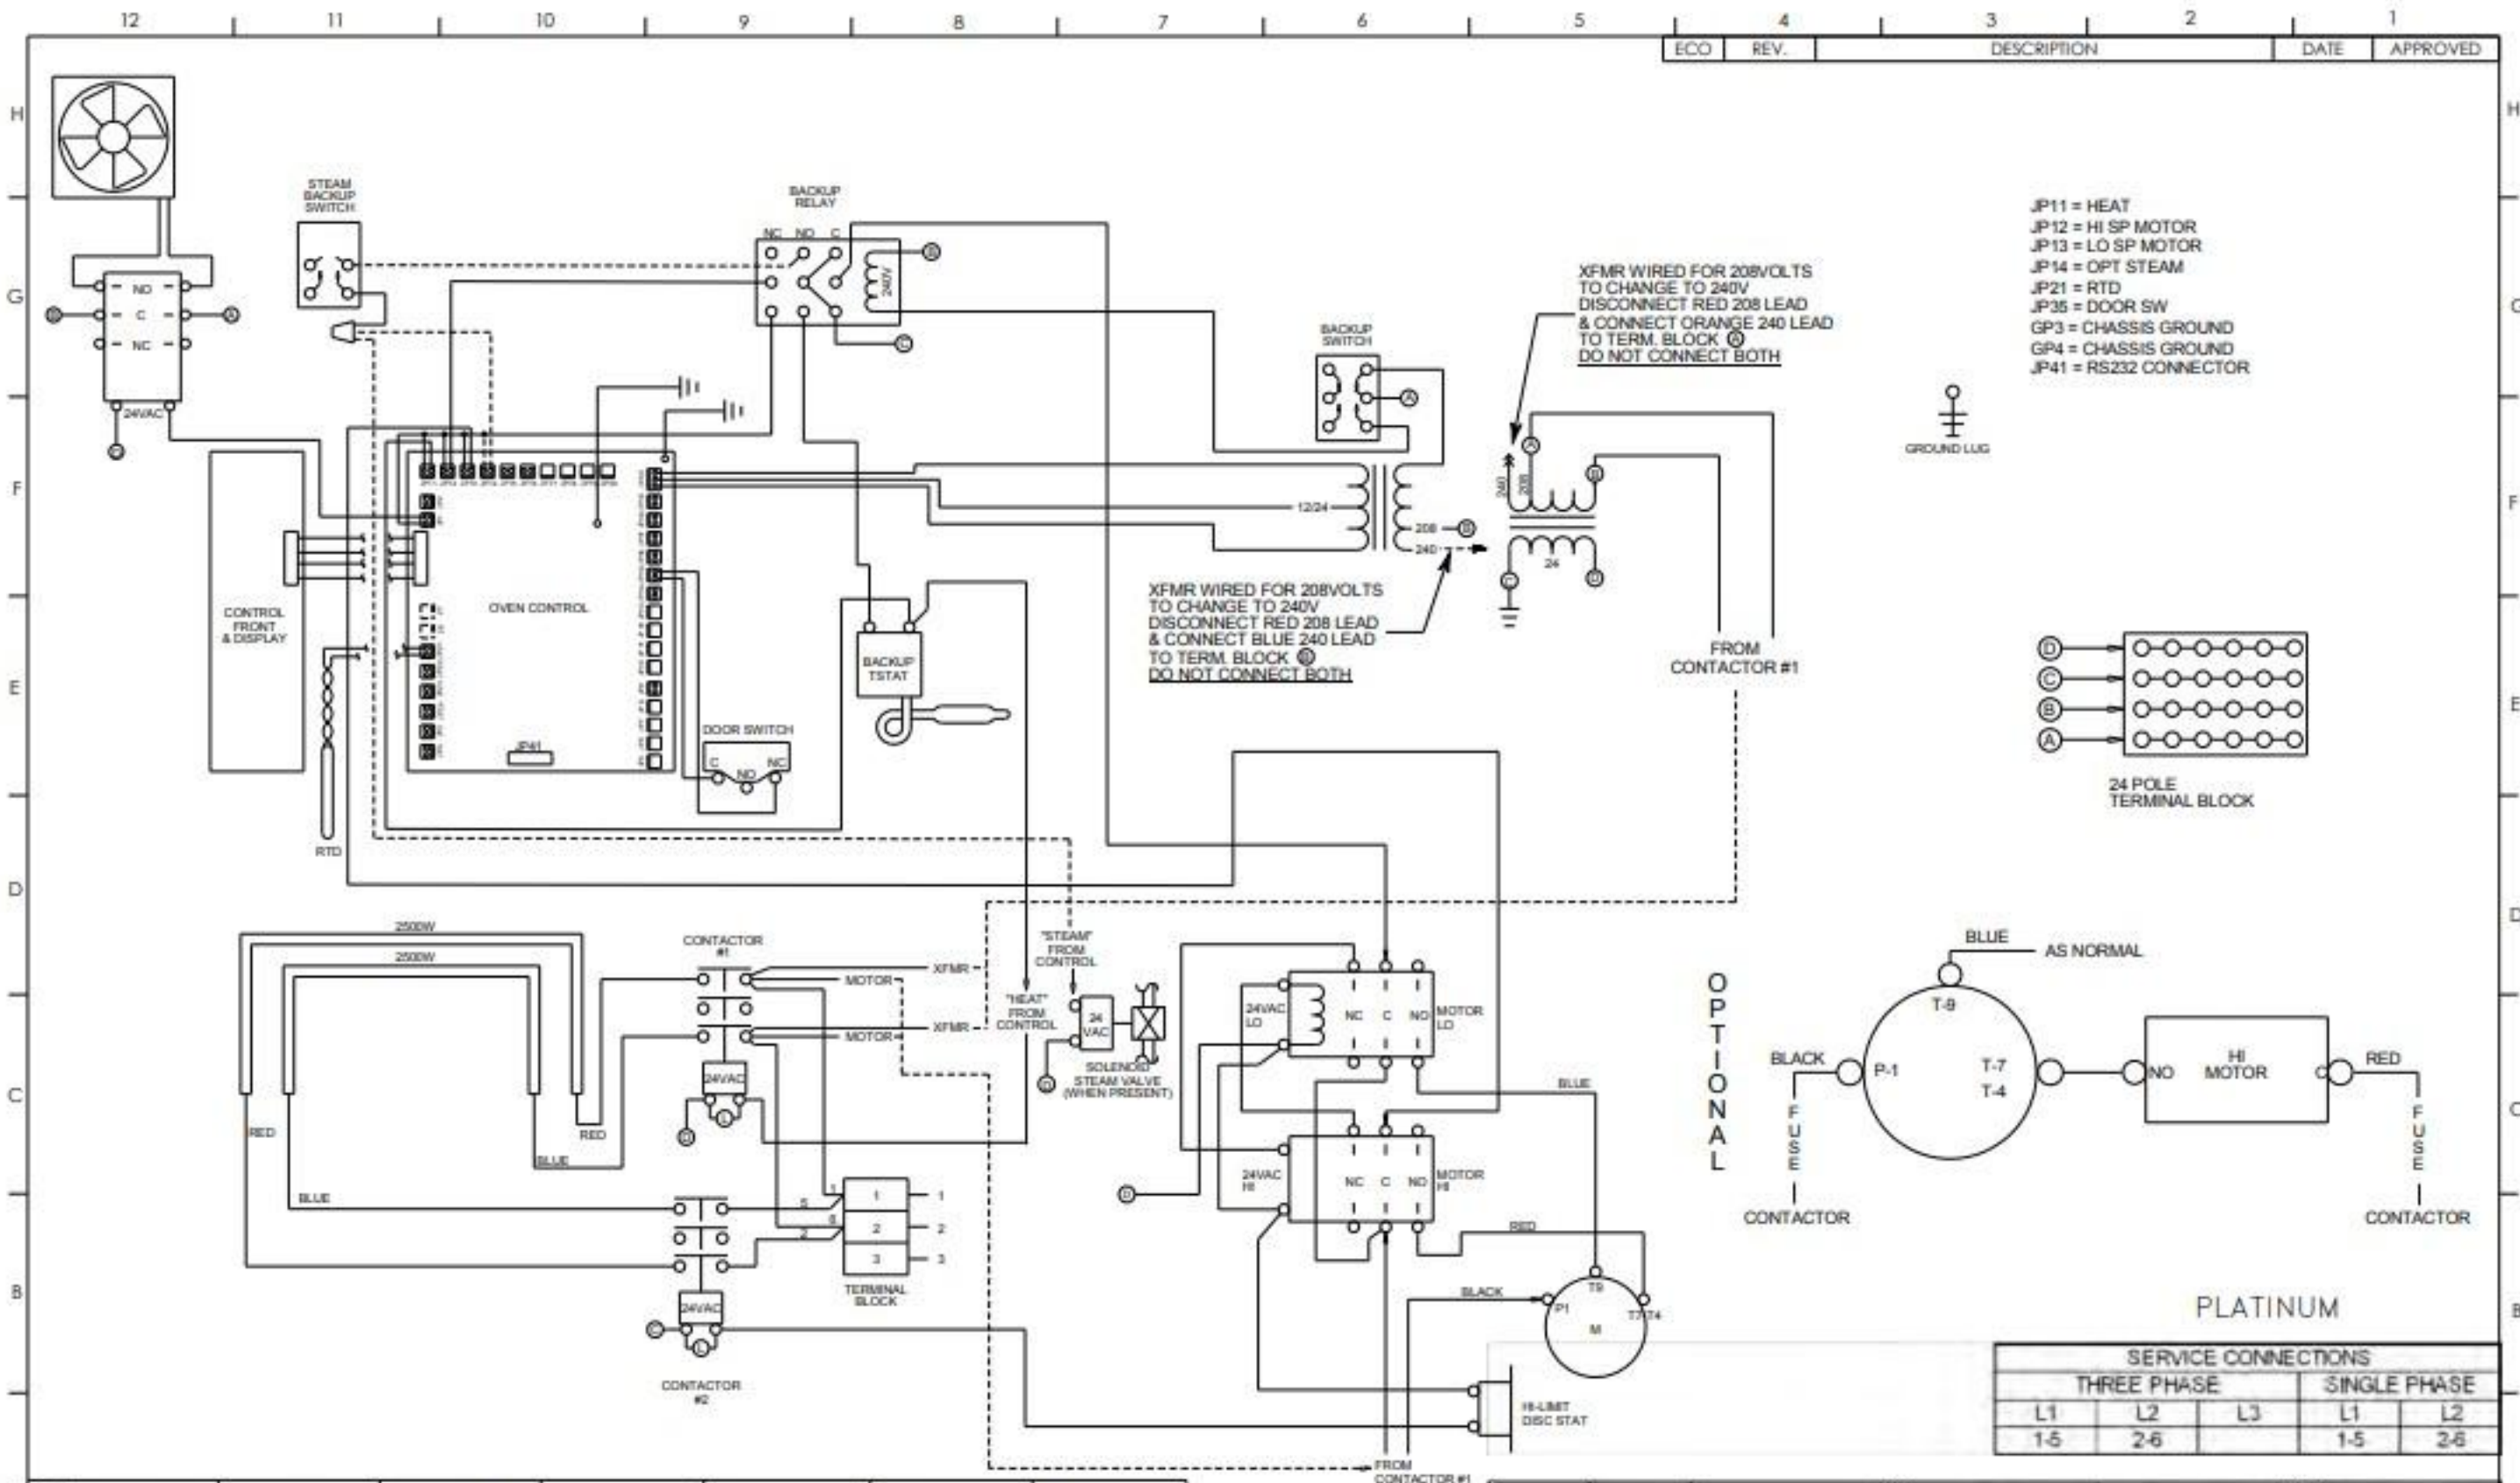 12 11 10 9 8 7 6 5 4 3 2 1
ECO REV. DESCRIPTION DATE APPROVED
H
H
G
F
F
E
E
D
D
C
C
B
B
STEAM
BACKUP
SWITCH
NO
C
NC
B
A
24VAC
BACKUP
RELAY
NC NO C
240V
B
C
BACKUP
SWITCH
A
XFMR WIRED FOR 208VOLTS
TO CHANGE TO 240V
DISCONNECT RED 208 LEAD
& CONNECT ORANGE 240 LEAD
TO TERM. BLOCK A
DO NOT CONNECT BOTH
JP11 = HEAT
JP12 = HI SP MOTOR
JP13 = LO SP MOTOR
JP14 = OPT STEAM
JP21 = RTD
JP35 = DOOR SW
GP3 = CHASSIS GROUND
GP4 = CHASSIS GROUND
JP41 = RS232 CONNECTOR
GROUND LUG
12/24
208
B
240
240
208
A
B
24
C
D
XFMR WIRED FOR 208VOLTS
TO CHANGE TO 240V
DISCONNECT RED 208 LEAD
& CONNECT BLUE 240 LEAD
TO TERM. BLOCK B
DO NOT CONNECT BOTH
FROM
CONTACTOR #1
CONTROL
FRONT
& DISPLAY
OVEN CONTROL
JP41
RTD
BACKUP
TSTAT
DOOR SWITCH
C
NO
NC
D
C
B
A
24 POLE
TERMINAL BLOCK
2500W
2500W
RED
BLUE
BLUE
RED
CONTACTOR
#1
XFMR
MOTOR
XFMR
MOTOR
24VAC
L
D
"STEAM"
FROM
CONTROL
"HEAT"
FROM
CONTROL
24
VAC
D
SOLENOID
STEAM VALVE
(WHEN PRESENT)
1
5
6
2
1
2
3
1
2
3
TERMINAL
BLOCK
24VAC
L
C
CONTACTOR
#2
24VAC
LO
NC C NO
MOTOR
LO
24VAC
HI
NC C NO
MOTOR
HI
D
BLUE
RED
BLACK
P1
T9
T7 T4
M
HI-LIMIT
DISC STAT
FROM
CONTACTOR #1
OPTIONAL
BLUE
AS NORMAL
T-9
BLACK
P-1
T-7
T-4
NO
HI
MOTOR
C
RED
FUSE
CONTACTOR
FUSE
CONTACTOR
PLATINUM
SERVICE CONNECTIONS
THREE PHASE SINGLE PHASE
L1 L2 L3 L1 L2
1-5 2-6 1-5 2-6